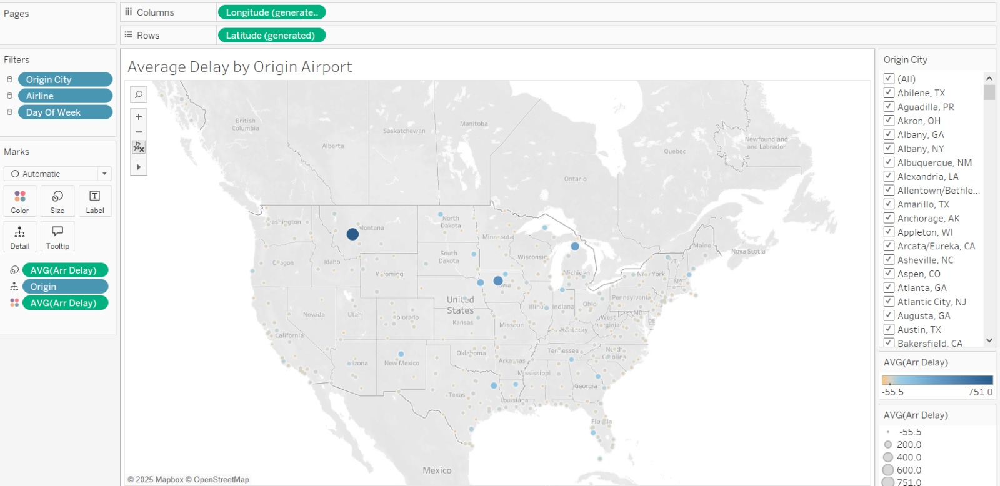 Pages
Columns
Longitude (generate..
Rows
Latitude (generated)
Filters
Origin City
Airline
Day Of Week
Marks
Automatic
Color
Size
Label
Detail
Tooltip
AVG(Arr Delay)
Origin
AVG(Arr Delay)
Average Delay by Origin Airport
British
Columbia
Alberta
Saskatchewan
Manitoba
Ontario
Quebec
Newfoundland
and Labrador
Nova Scotia
Maine
Washington
Montana
North
Dakota
Minnesota
Oregon
Idaho
Wyoming
South
Dakota
Wisconsin
Michigan
New York
MA
Iowa
Nevada
Utah
Colorado
United
States
Kansas
Illinois
Indiana
Ohio
Pennsylvania
MD
DE
West
Virginia
Missouri
Kentucky
California
Arizona
New Mexico
Oklahoma
Arkansas
Tennessee
North
Carolina
Mississippi
Georgia
Texas
Louisiana
Florida
Mexico
© 2025 Mapbox © OpenStreetMap
Origin City
(All)
Abilene, TX
Aguadilla, PR
Akron, OH
Albany, GA
Albany, NY
Albuquerque, NM
Alexandria, LA
Allentown/Bethle...
Amarillo, TX
Anchorage, AK
Appleton, WI
Arcata/Eureka, CA
Asheville, NC
Aspen, CO
Atlanta, GA
Atlantic City, NJ
Augusta, GA
Austin, TX
Bakersfield, CA
AVG(Arr Delay)
-55.5
751.0
AVG(Arr Delay)
-55.5
200.0
400.0
600.0
751.0